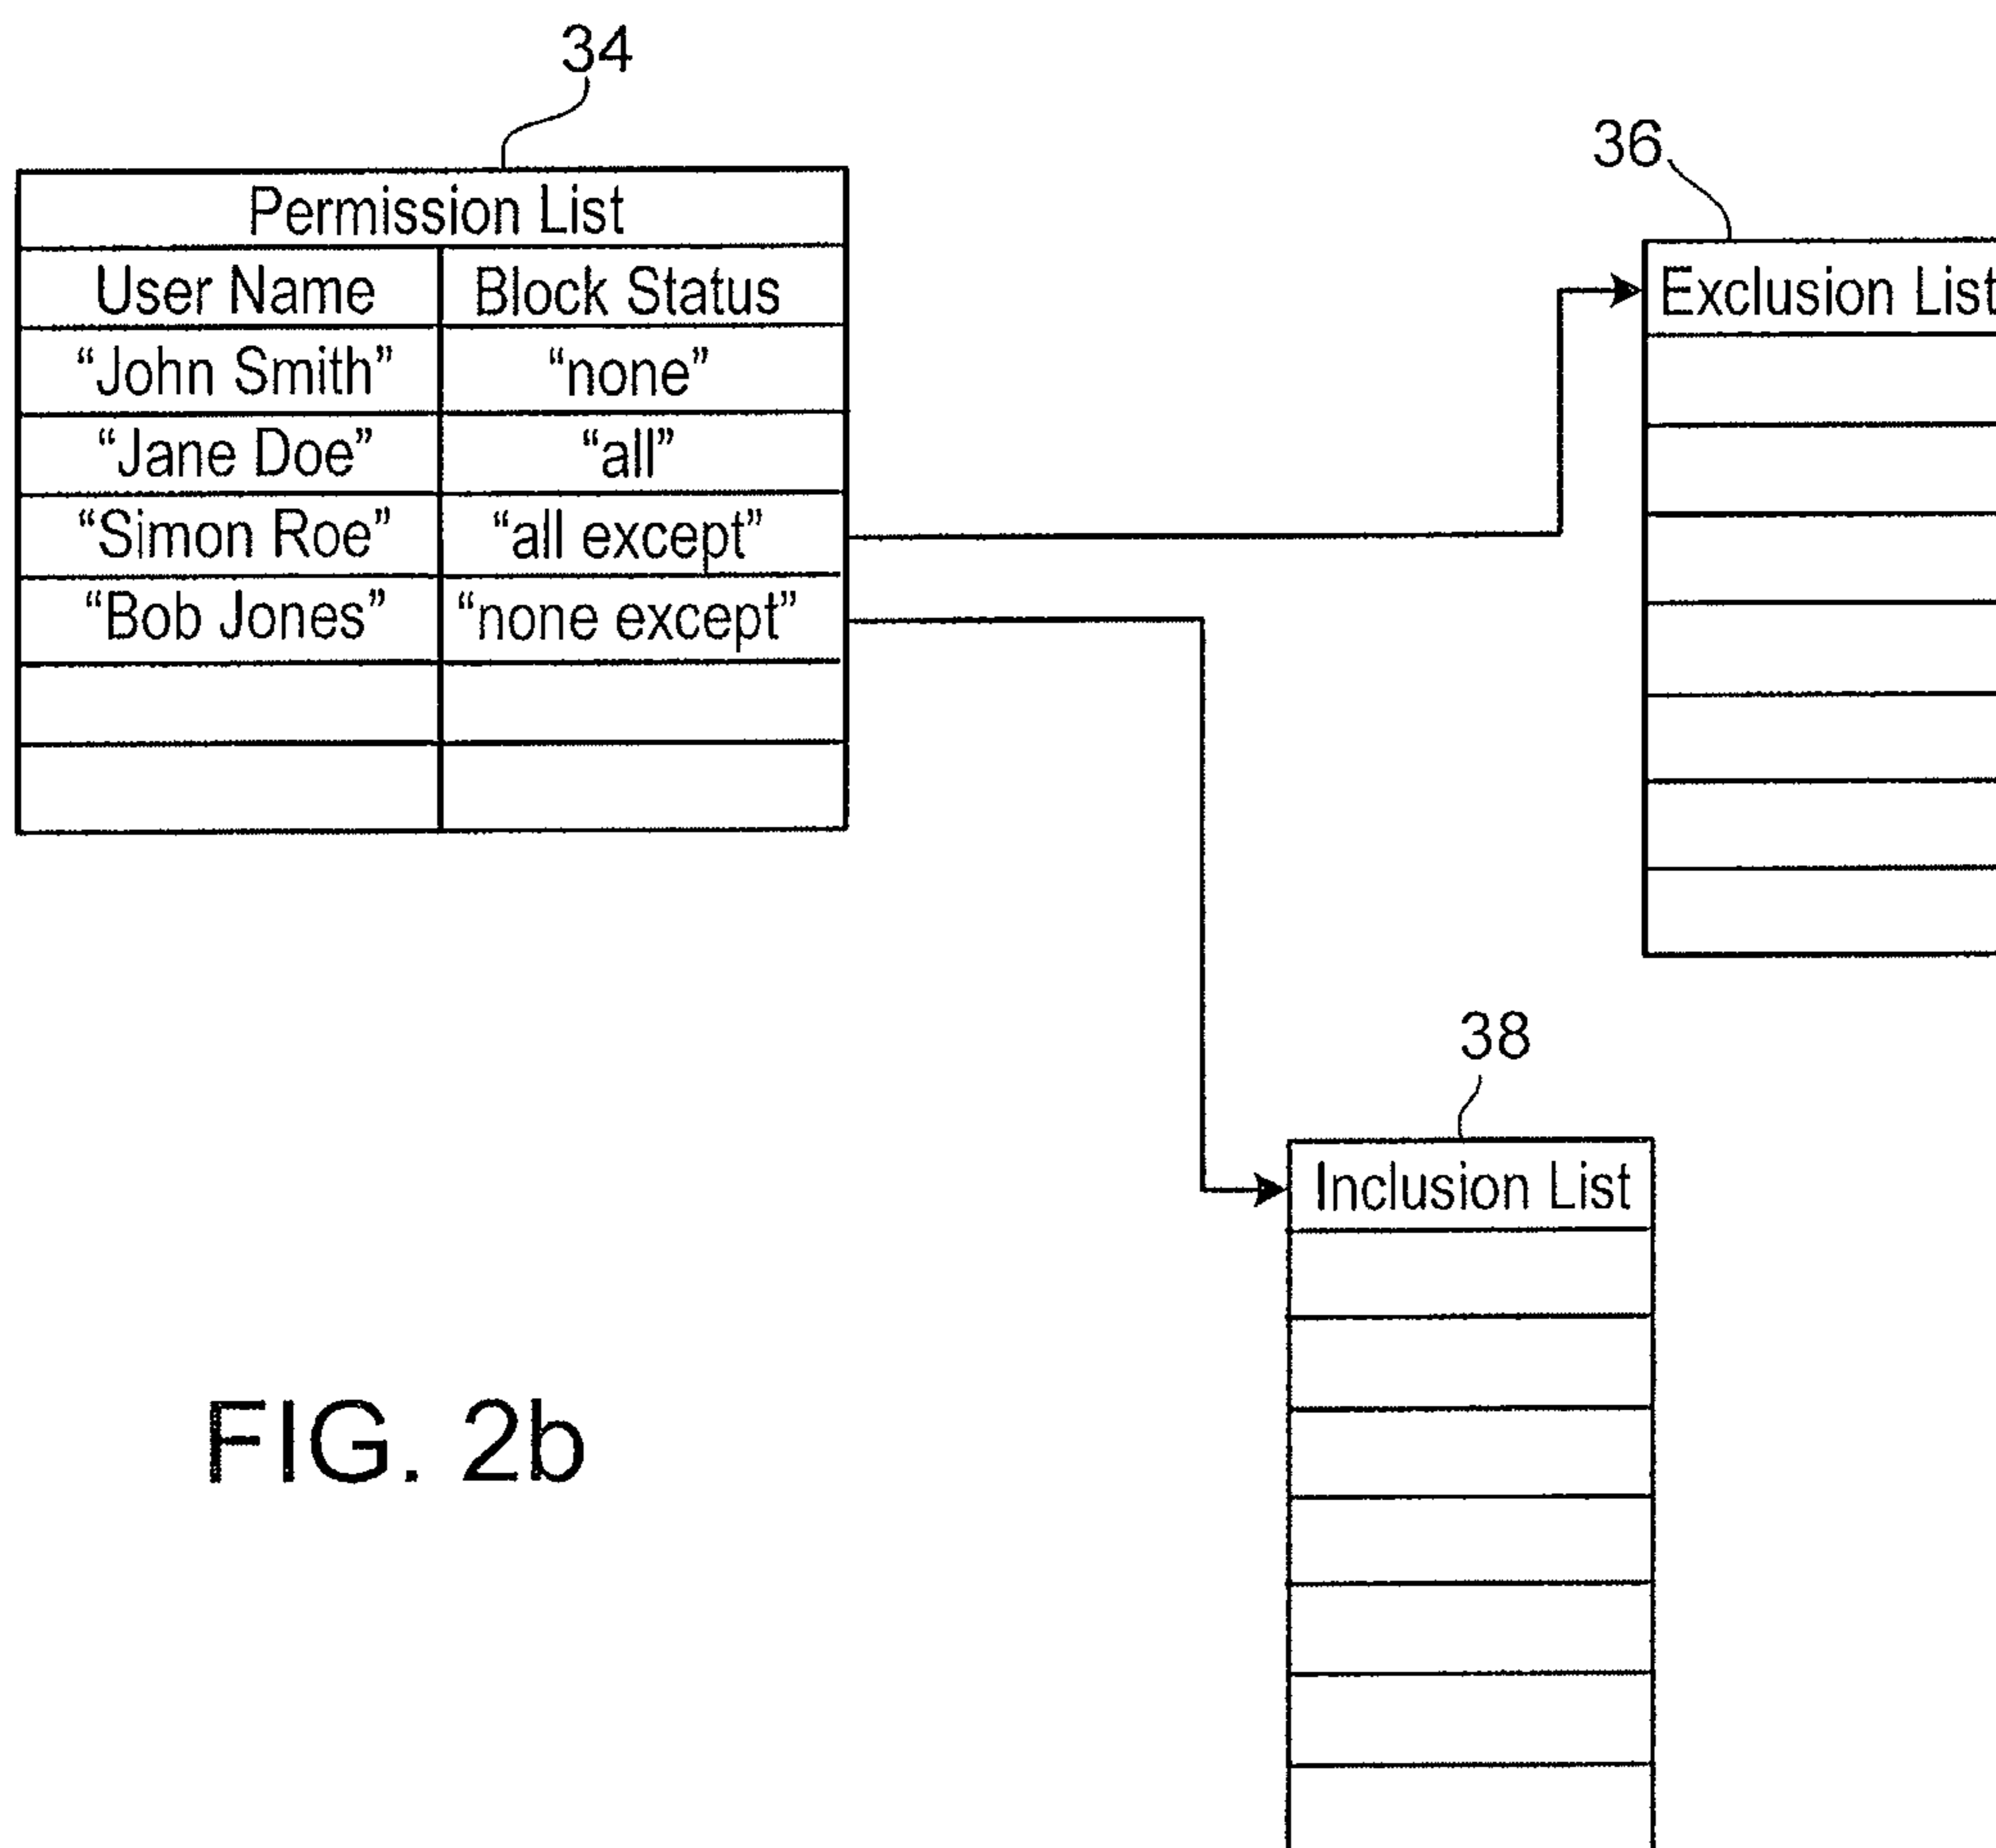 34
Permission List
User Name Block Status
“John Smith” “none”
“Jane Doe” “all”
“Simon Roe” “all except”
“Bob Jones” “none except”
36
Exclusion List
38
Inclusion List
FIG. 2b